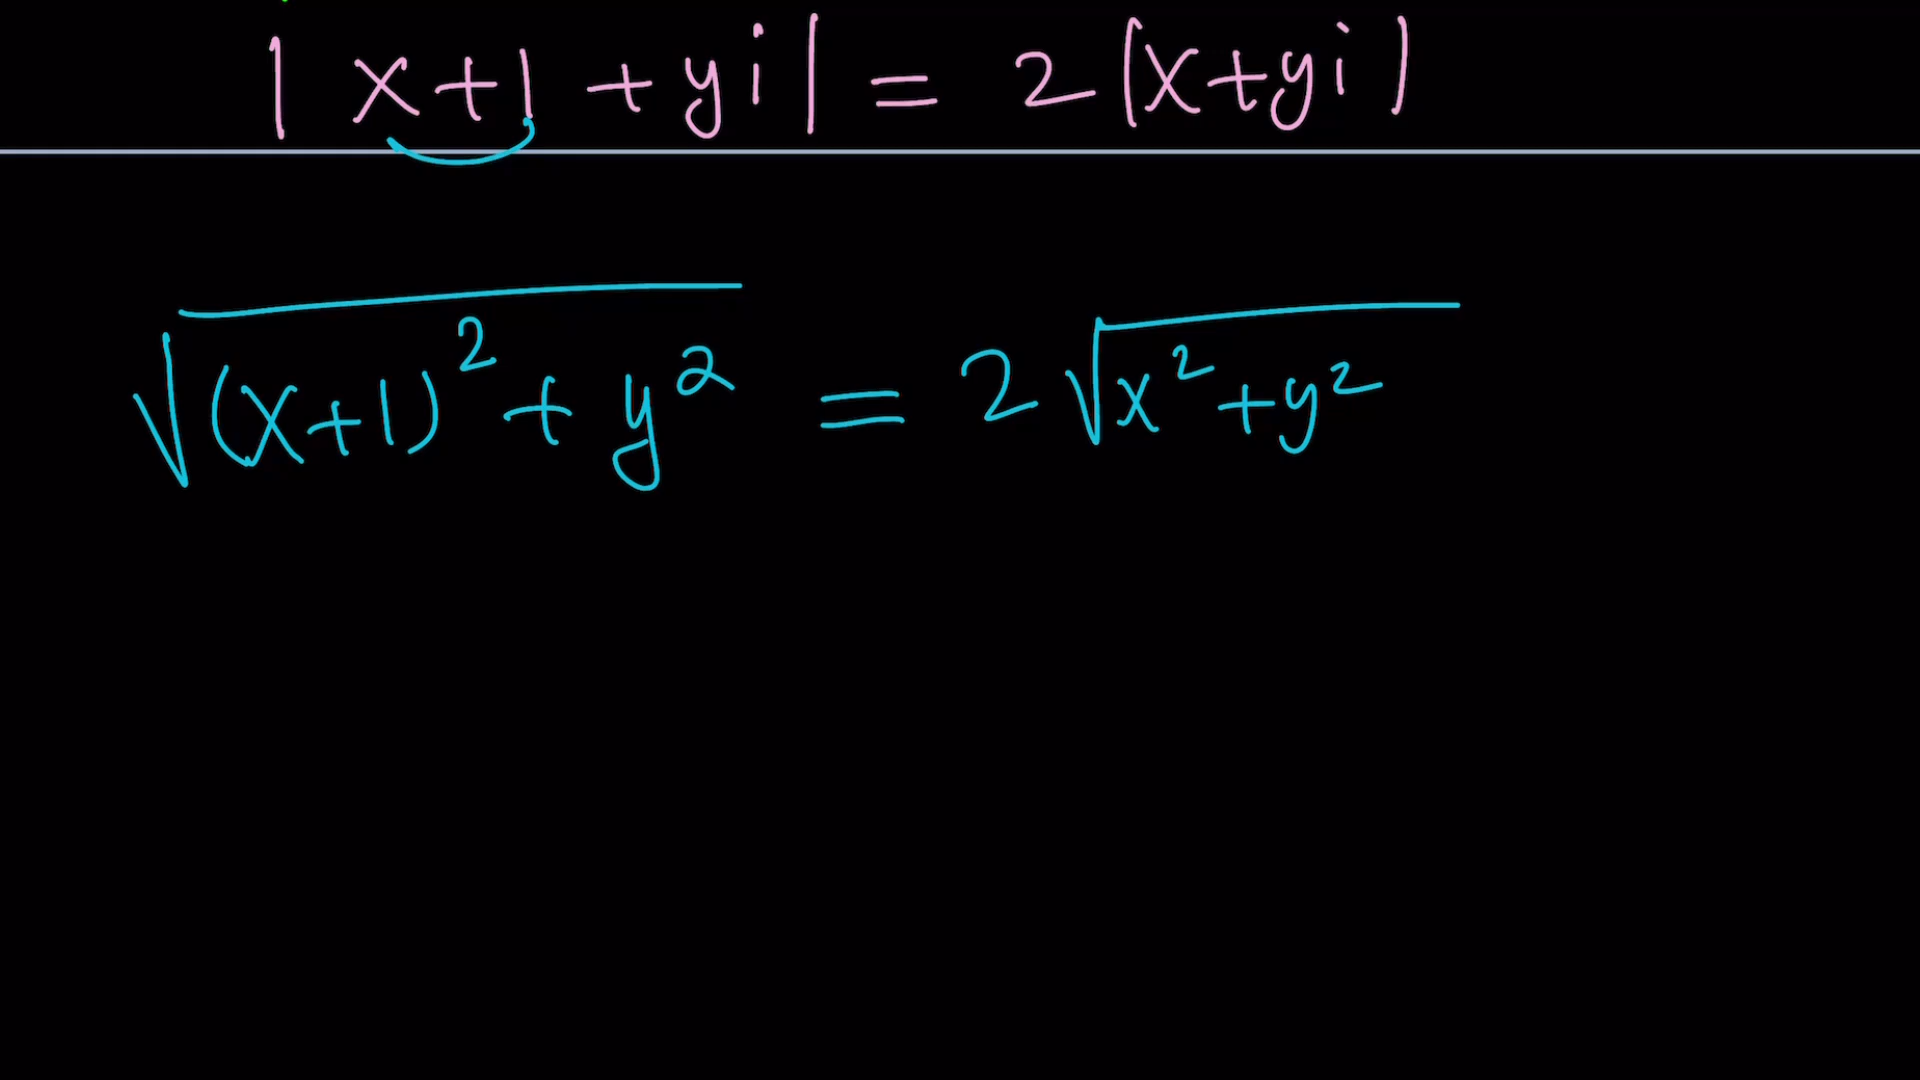 |x+1+yi| = 2|x+yi|
√((x+1)²+y²) = 2√(x²+y²)